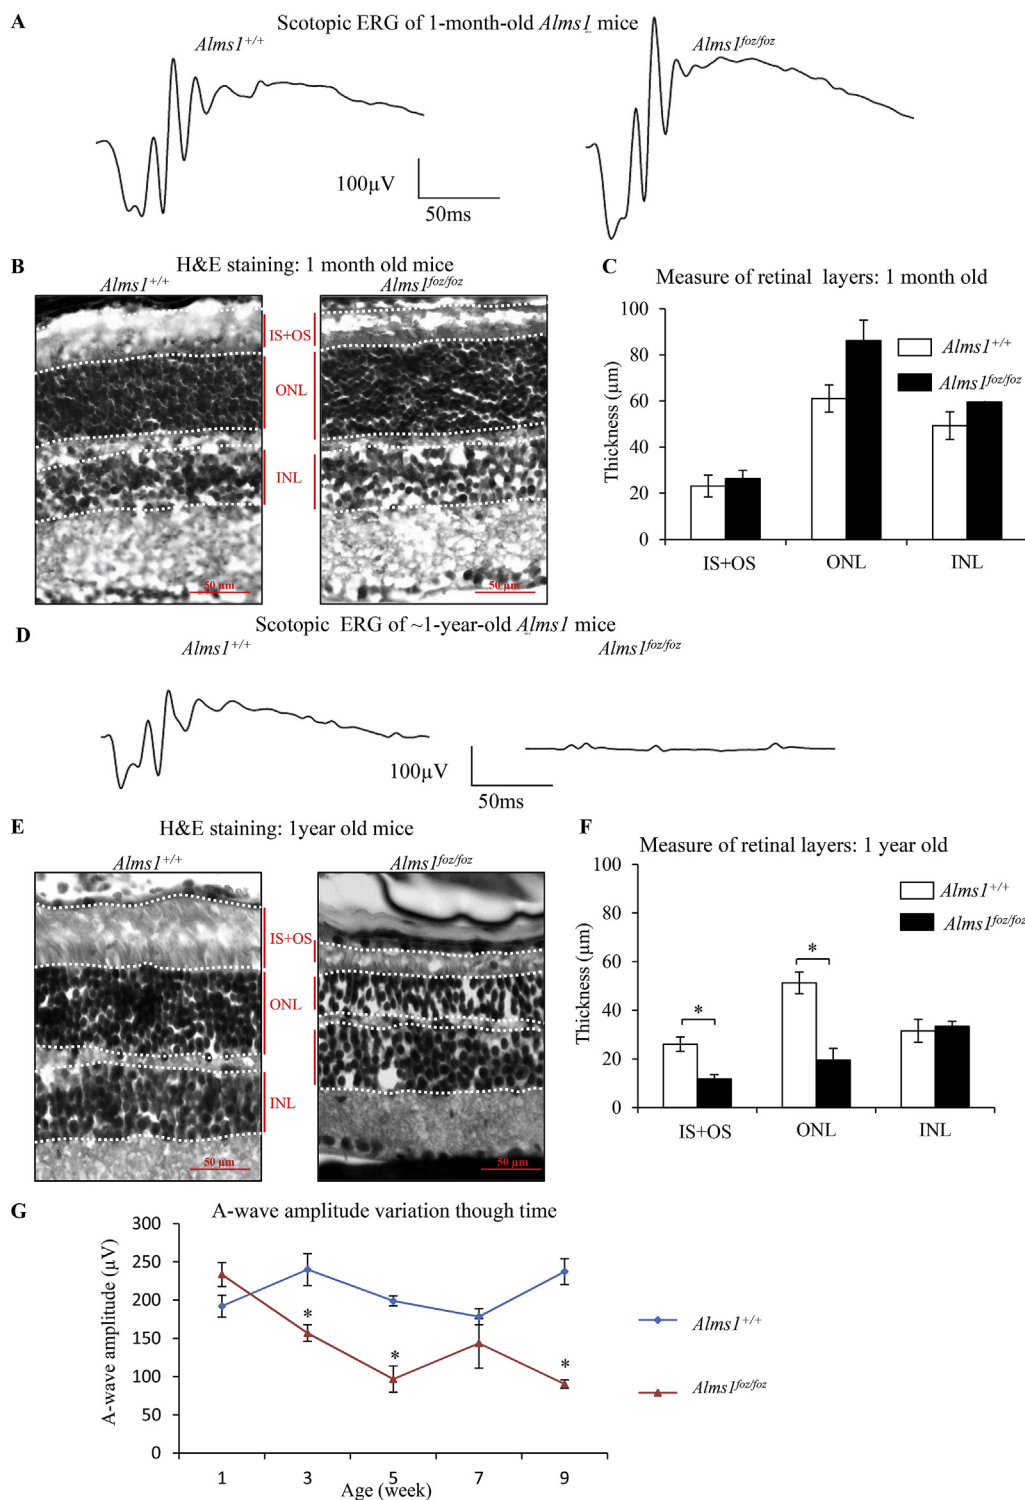 A
Scotopic ERG of 1-month-old Alms1 mice
Alms1+/+
Alms1foz/foz
100µV
50ms
B
H&E staining: 1 month old mice
Alms1+/+
Alms1foz/foz
IS+OS
ONL
INL
50 µm
50 µm
C
Measure of retinal layers: 1 month old
Thickness (µm)
100
80
60
40
20
0
Alms1+/+
Alms1foz/foz
IS+OS
ONL
INL
D
Scotopic ERG of ~1-year-old Alms1 mice
Alms1+/+
Alms1foz/foz
100µV
50ms
E
H&E staining: 1year old mice
Alms1+/+
Alms1foz/foz
IS+OS
ONL
INL
50 µm
50 µm
F
Measure of retinal layers: 1 year old
Thickness (µm)
100
80
60
40
20
0
Alms1+/+
Alms1foz/foz
*
*
IS+OS
ONL
INL
G
A-wave amplitude variation though time
A-wave amplitude (µV)
300
250
200
150
100
50
0
*
*
*
1 3 5 7 9
Age (week)
Alms1+/+
Alms1foz/foz